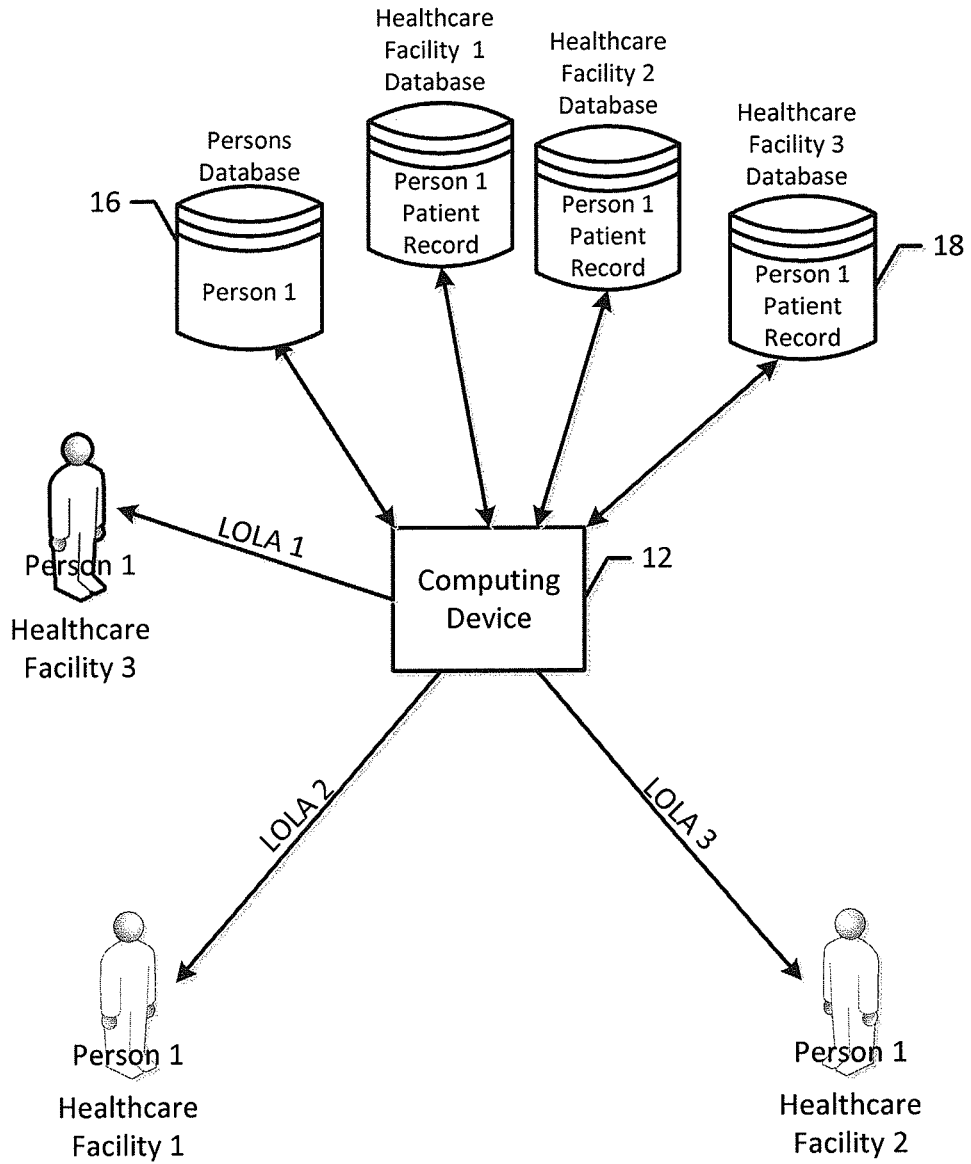 Healthcare
Facility 1
Database
Healthcare
Facility 2
Database
Healthcare
Facility 3
Database
Persons
Database
16
Person 1
Patient
Record
Person 1
Patient
Record
18
Person 1
Person 1
Patient
Record
LOLA 1
12
Computing
Device
Person 1
Healthcare
Facility 3
LOLA 2
LOLA 3
Person 1
Healthcare
Facility 1
Person 1
Healthcare
Facility 2